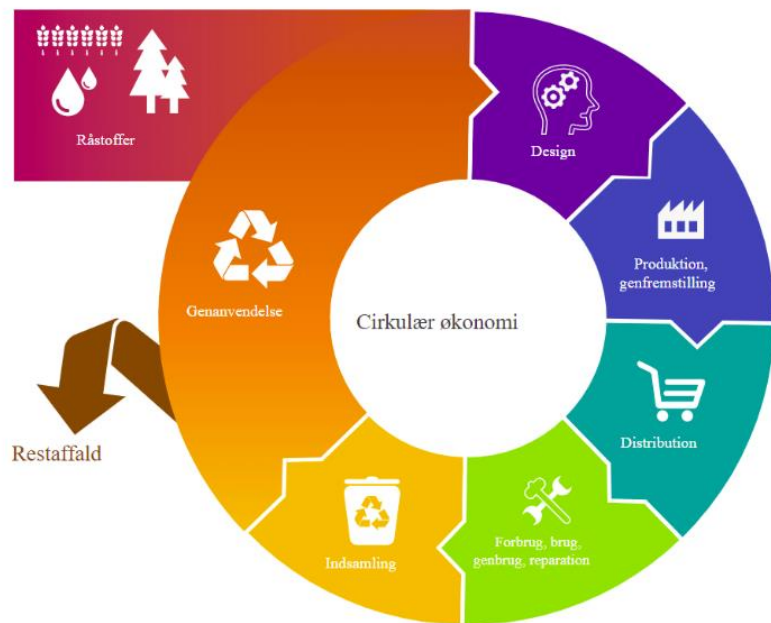 Råstoffer
Design
Produktion,
genfremstilling
Distribution
Forbrug, brug,
genbrug, reparation
Indsamling
Genanvendelse
Restaffald
Cirkulær økonomi